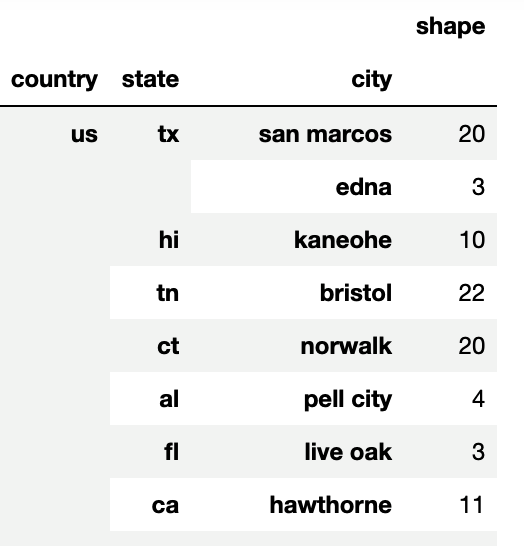 shape
country state city
us tx san marcos 20
edna 3
hi kaneohe 10
tn bristol 22
ct norwalk 20
al pell city 4
fl live oak 3
ca hawthorne 11